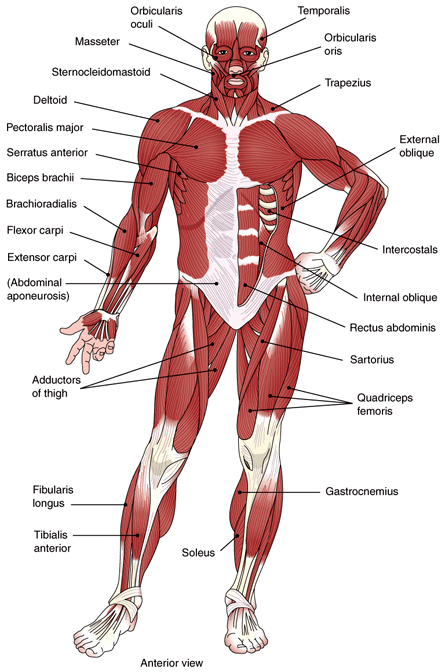 Orbicularis
oculi
Masseter
Sternocleidomastoid
Deltoid
Pectoralis major
Serratus anterior
Biceps brachii
Brachioradialis
Flexor carpi
Extensor carpi
(Abdominal
aponeurosis)
Adductors
of thigh
Fibularis
longus
Tibialis
anterior
Soleus
Temporalis
Orbicularis
oris
Trapezius
External
oblique
Intercostals
Internal oblique
Rectus abdominis
Sartorius
Quadriceps
femoris
Gastrocnemius
Anterior view